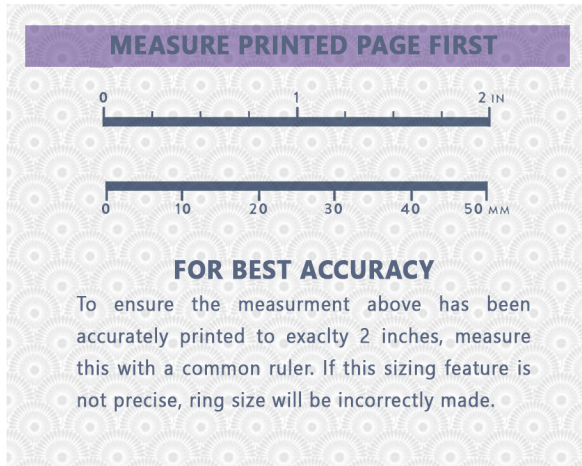 MEASURE PRINTED PAGE FIRST
0 1 2 IN
0 10 20 30 40 50 MM
FOR BEST ACCURACY
To ensure the measurment above has been
accurately printed to exaclty 2 inches, measure
this with a common ruler. If this sizing feature is
not precise, ring size will be incorrectly made.